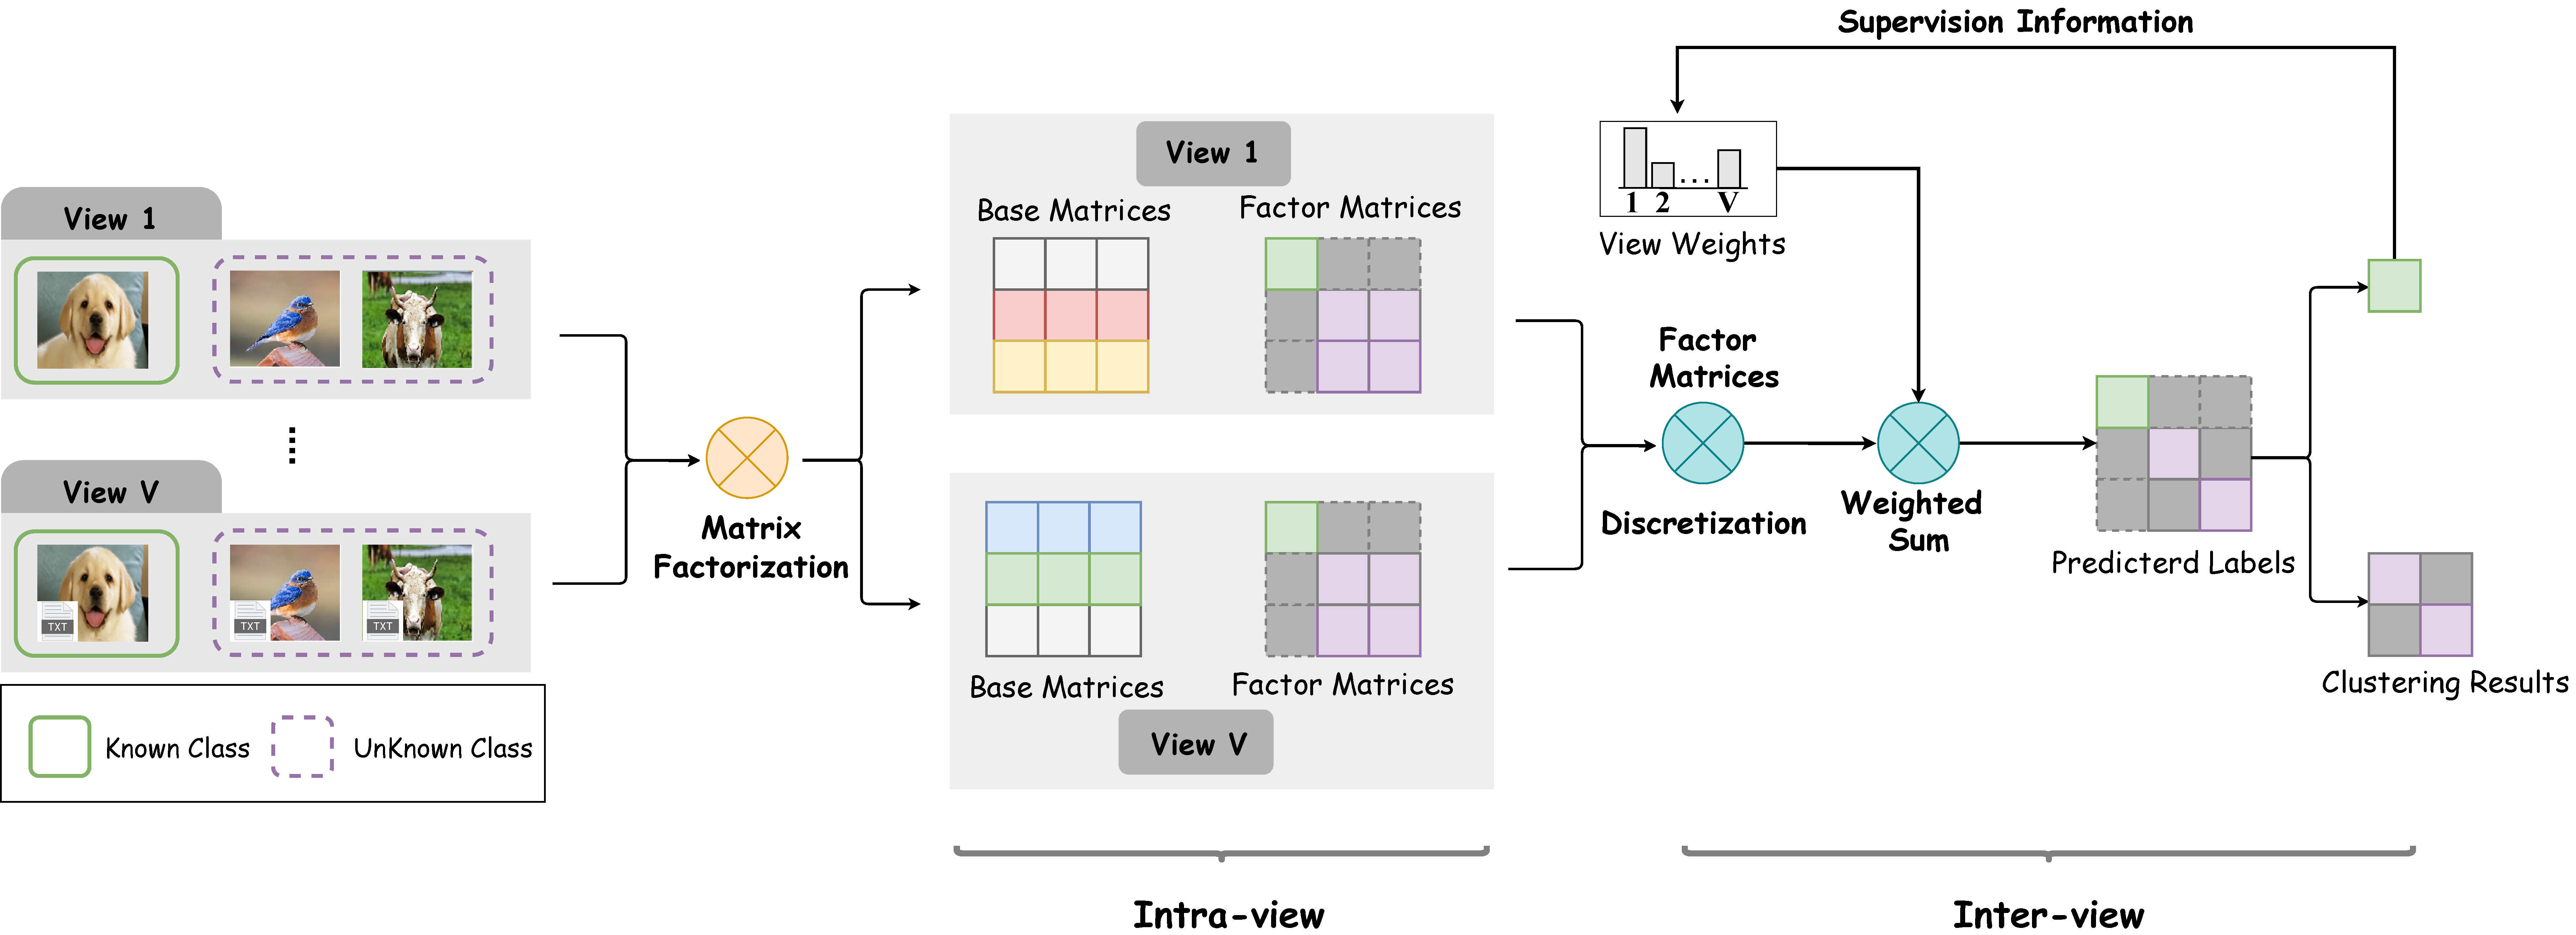 Supervision Information
View 1
View V
TXT
TXT
TXT
Known Class
UnKnown Class
Matrix
Factorization
View 1
Base Matrices
Factor Matrices
Base Matrices
Factor Matrices
View V
Intra-view
1 2 ... V
View Weights
Factor
Matrices
Discretization
Weighted
Sum
Predicterd Labels
Clustering Results
Inter-view